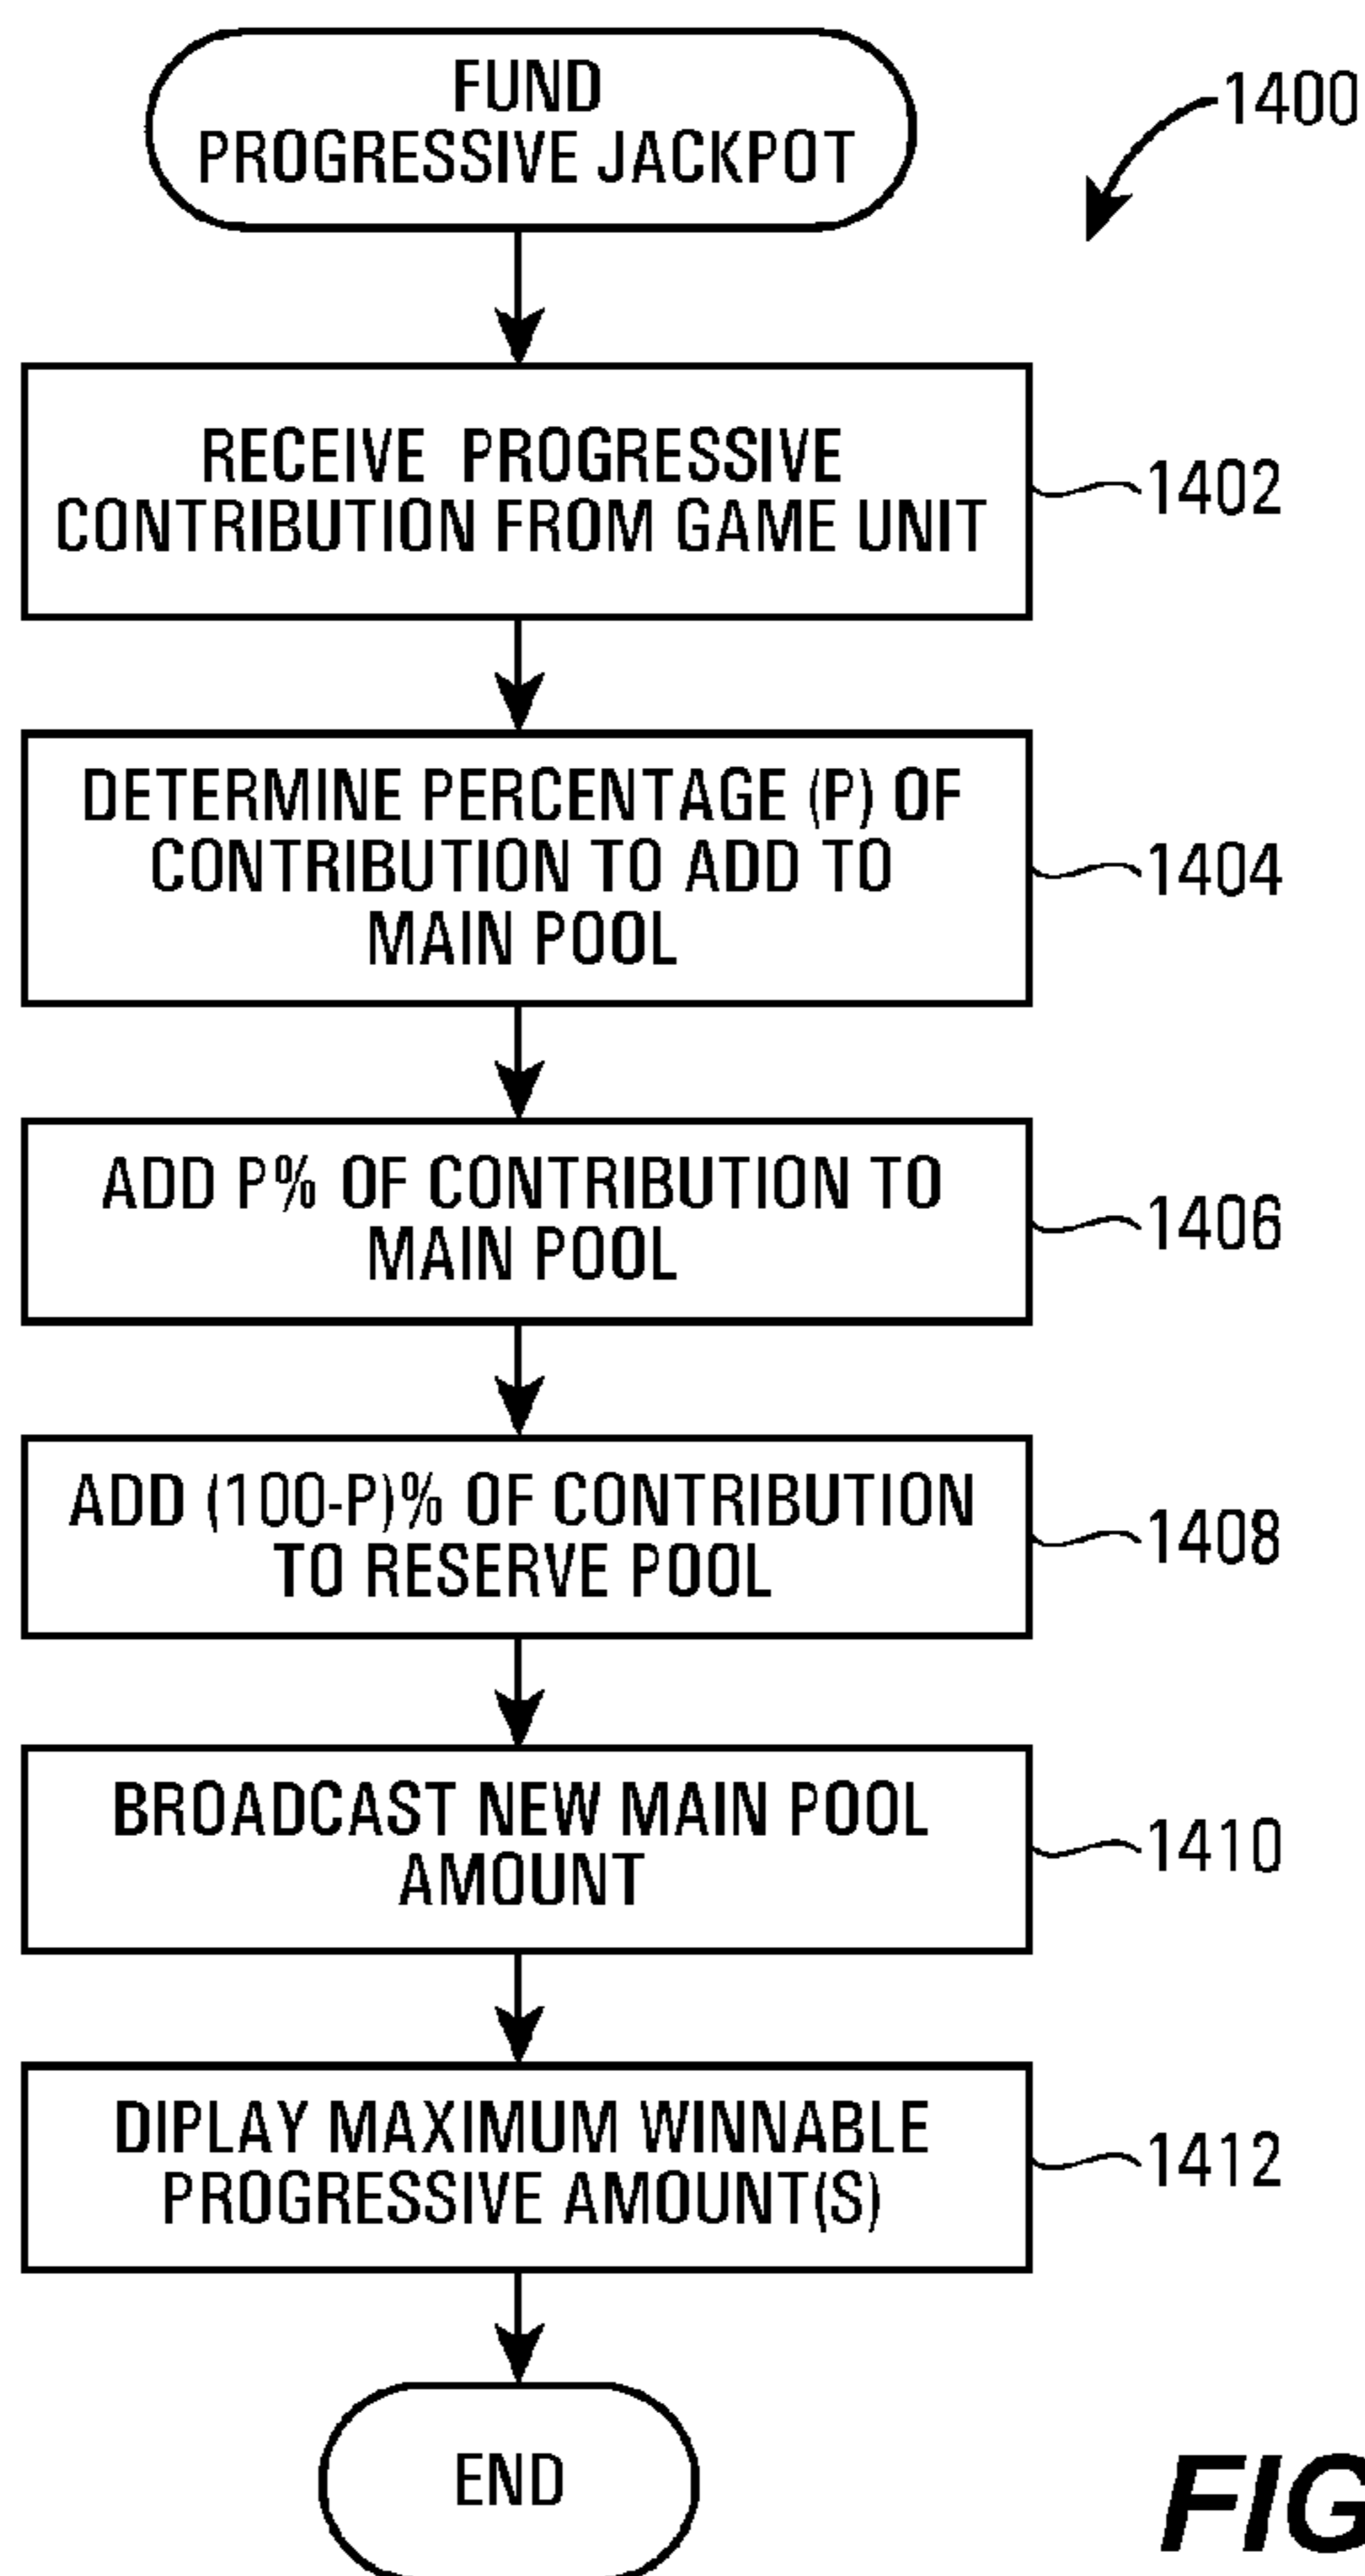 FUND
PROGRESSIVE JACKPOT
1400
RECEIVE PROGRESSIVE
CONTRIBUTION FROM GAME UNIT
1402
DETERMINE PERCENTAGE (P) OF
CONTRIBUTION TO ADD TO
MAIN POOL
1404
ADD P% OF CONTRIBUTION TO
MAIN POOL
1406
ADD (100-P)% OF CONTRIBUTION
TO RESERVE POOL
1408
BROADCAST NEW MAIN POOL
AMOUNT
1410
DIPLAY MAXIMUM WINNABLE
PROGRESSIVE AMOUNT(S)
1412
END
FIG